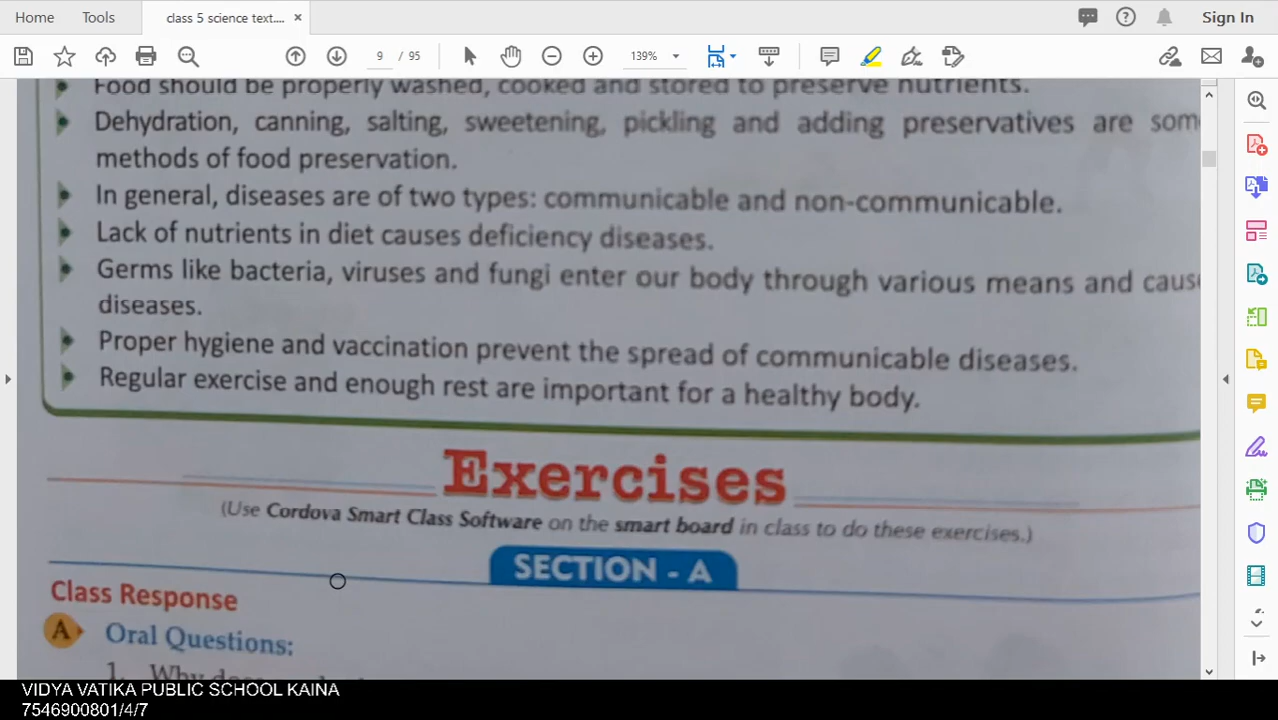 Home
Tools
class 5 science text....
×
?
Sign In
9 / 95
139%
Food should be properly washed, cooked and stored to preserve nutrients.
Dehydration, canning, salting, sweetening, pickling and adding preservatives are som
methods of food preservation.
In general, diseases are of two types: communicable and non-communicable.
Lack of nutrients in diet causes deficiency diseases.
Germs like bacteria, viruses and fungi enter our body through various means and caus
diseases.
Proper hygiene and vaccination prevent the spread of communicable diseases.
Regular exercise and enough rest are important for a healthy body.
Exercises
(Use Cordova Smart Class Software on the smart board in class to do these exercises.)
SECTION - A
Class Response
A Oral Questions:
1. Why
VIDYA VATIKA PUBLIC SCHOOL KAINA
7546900801/4/7